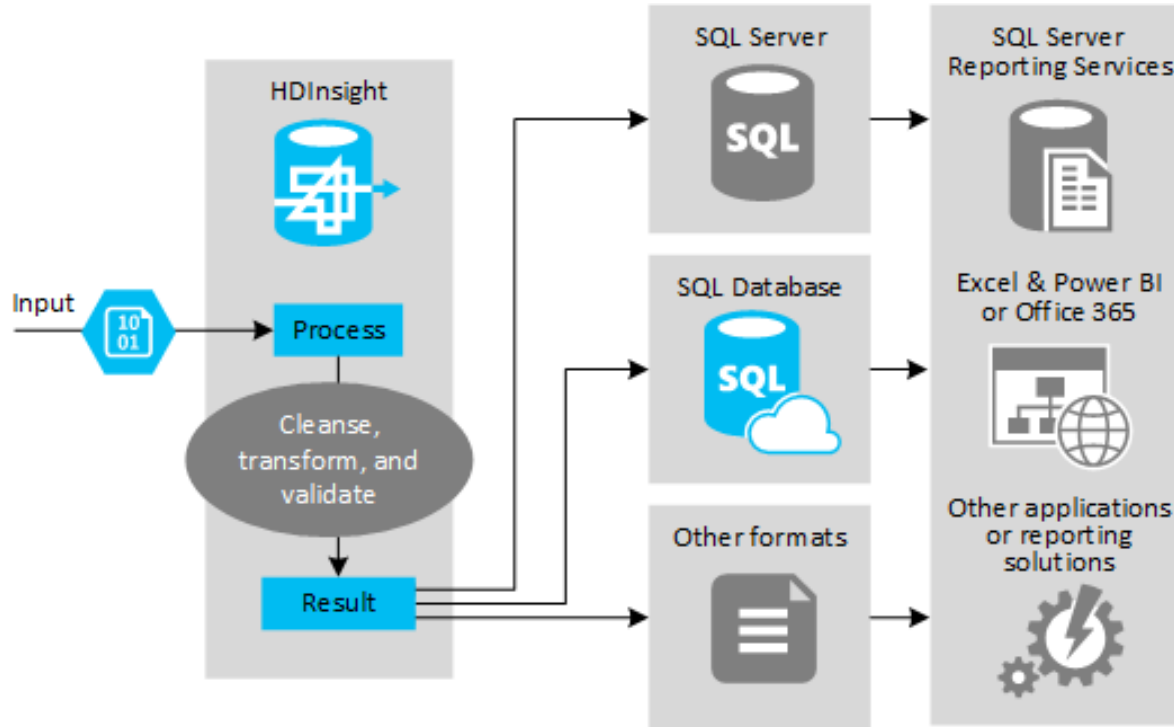 HDInsight
Input
10
01
Process
Cleanse,
transform, and
validate
Result
SQL Server
SQL
SQL Database
SQL
Other formats
SQL Server
Reporting Services
Excel & Power BI
or Office 365
Other applications
or reporting
solutions